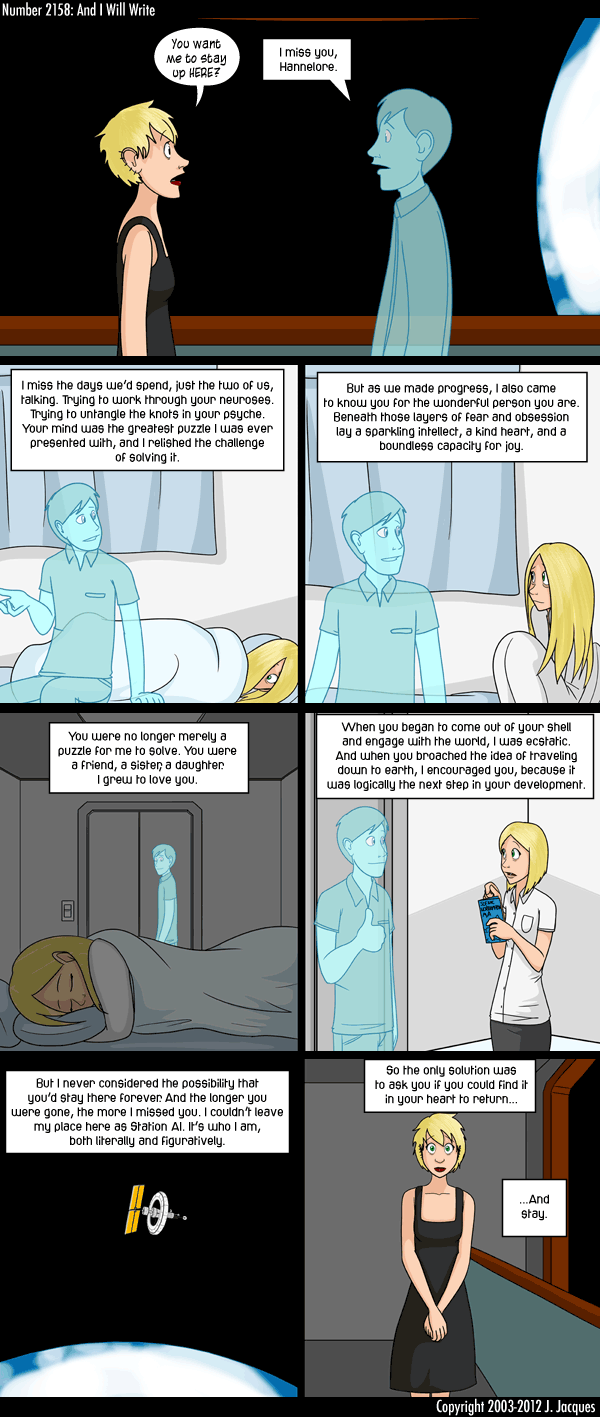 Number 2158: And I Will Write
You want
me to stay
up HERE?
I miss you,
Hannelore.
I miss the days we'd spend, just the two of us,
talking. Trying to work through your neuroses.
Trying to untangle the knots in your psyche.
Your mind was the greatest puzzle I was ever
presented with, and I relished the challenge
of solving it.
But as we made progress, I also came
to know you for the wonderful person you are.
Beneath those layers of fear and obsession
lay a sparkling intellect, a kind heart, and a
boundless capacity for joy.
You were no longer merely a
puzzle for me to solve. You were
a friend, a sister, a daughter.
I grew to love you.
When you began to come out of your shell
and engage with the world, I was ecstatic.
And when you broached the idea of traveling
down to earth, I encouraged you, because it
was logically the next step in your development.
But I never considered the possibility that
you'd stay there forever. And the longer you
were gone, the more I missed you. I couldn't leave
my place here as Station AI. It's who I am,
both literally and figuratively.
So the only solution was
to ask you if you could find it
in your heart to return...
...And
stay.
Copyright 2003-2012 J. Jacques